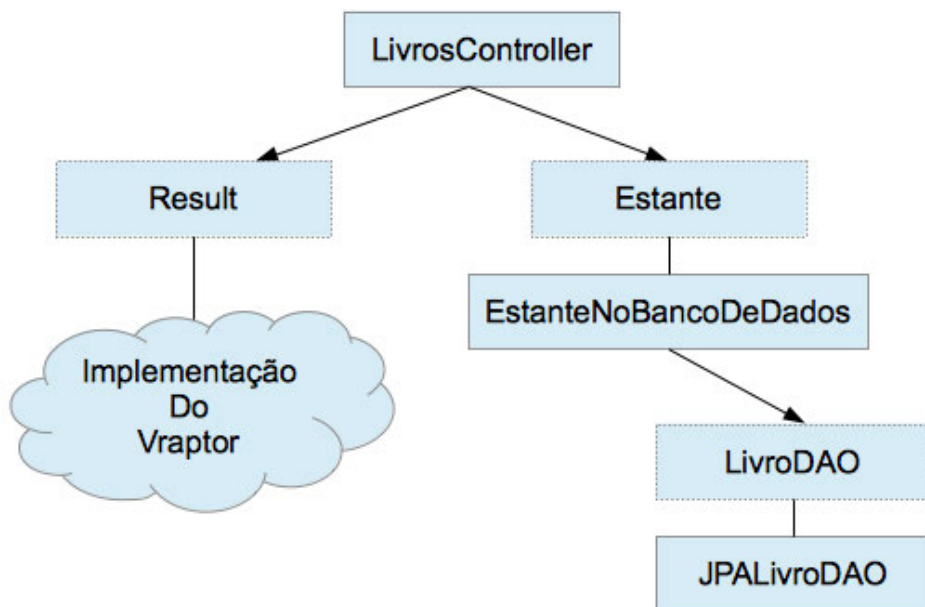 LivrosController
Result
Estante
EstanteNoBancoDeDados
Implementação
Do
Vraptor
LivroDAO
JPALivroDAO